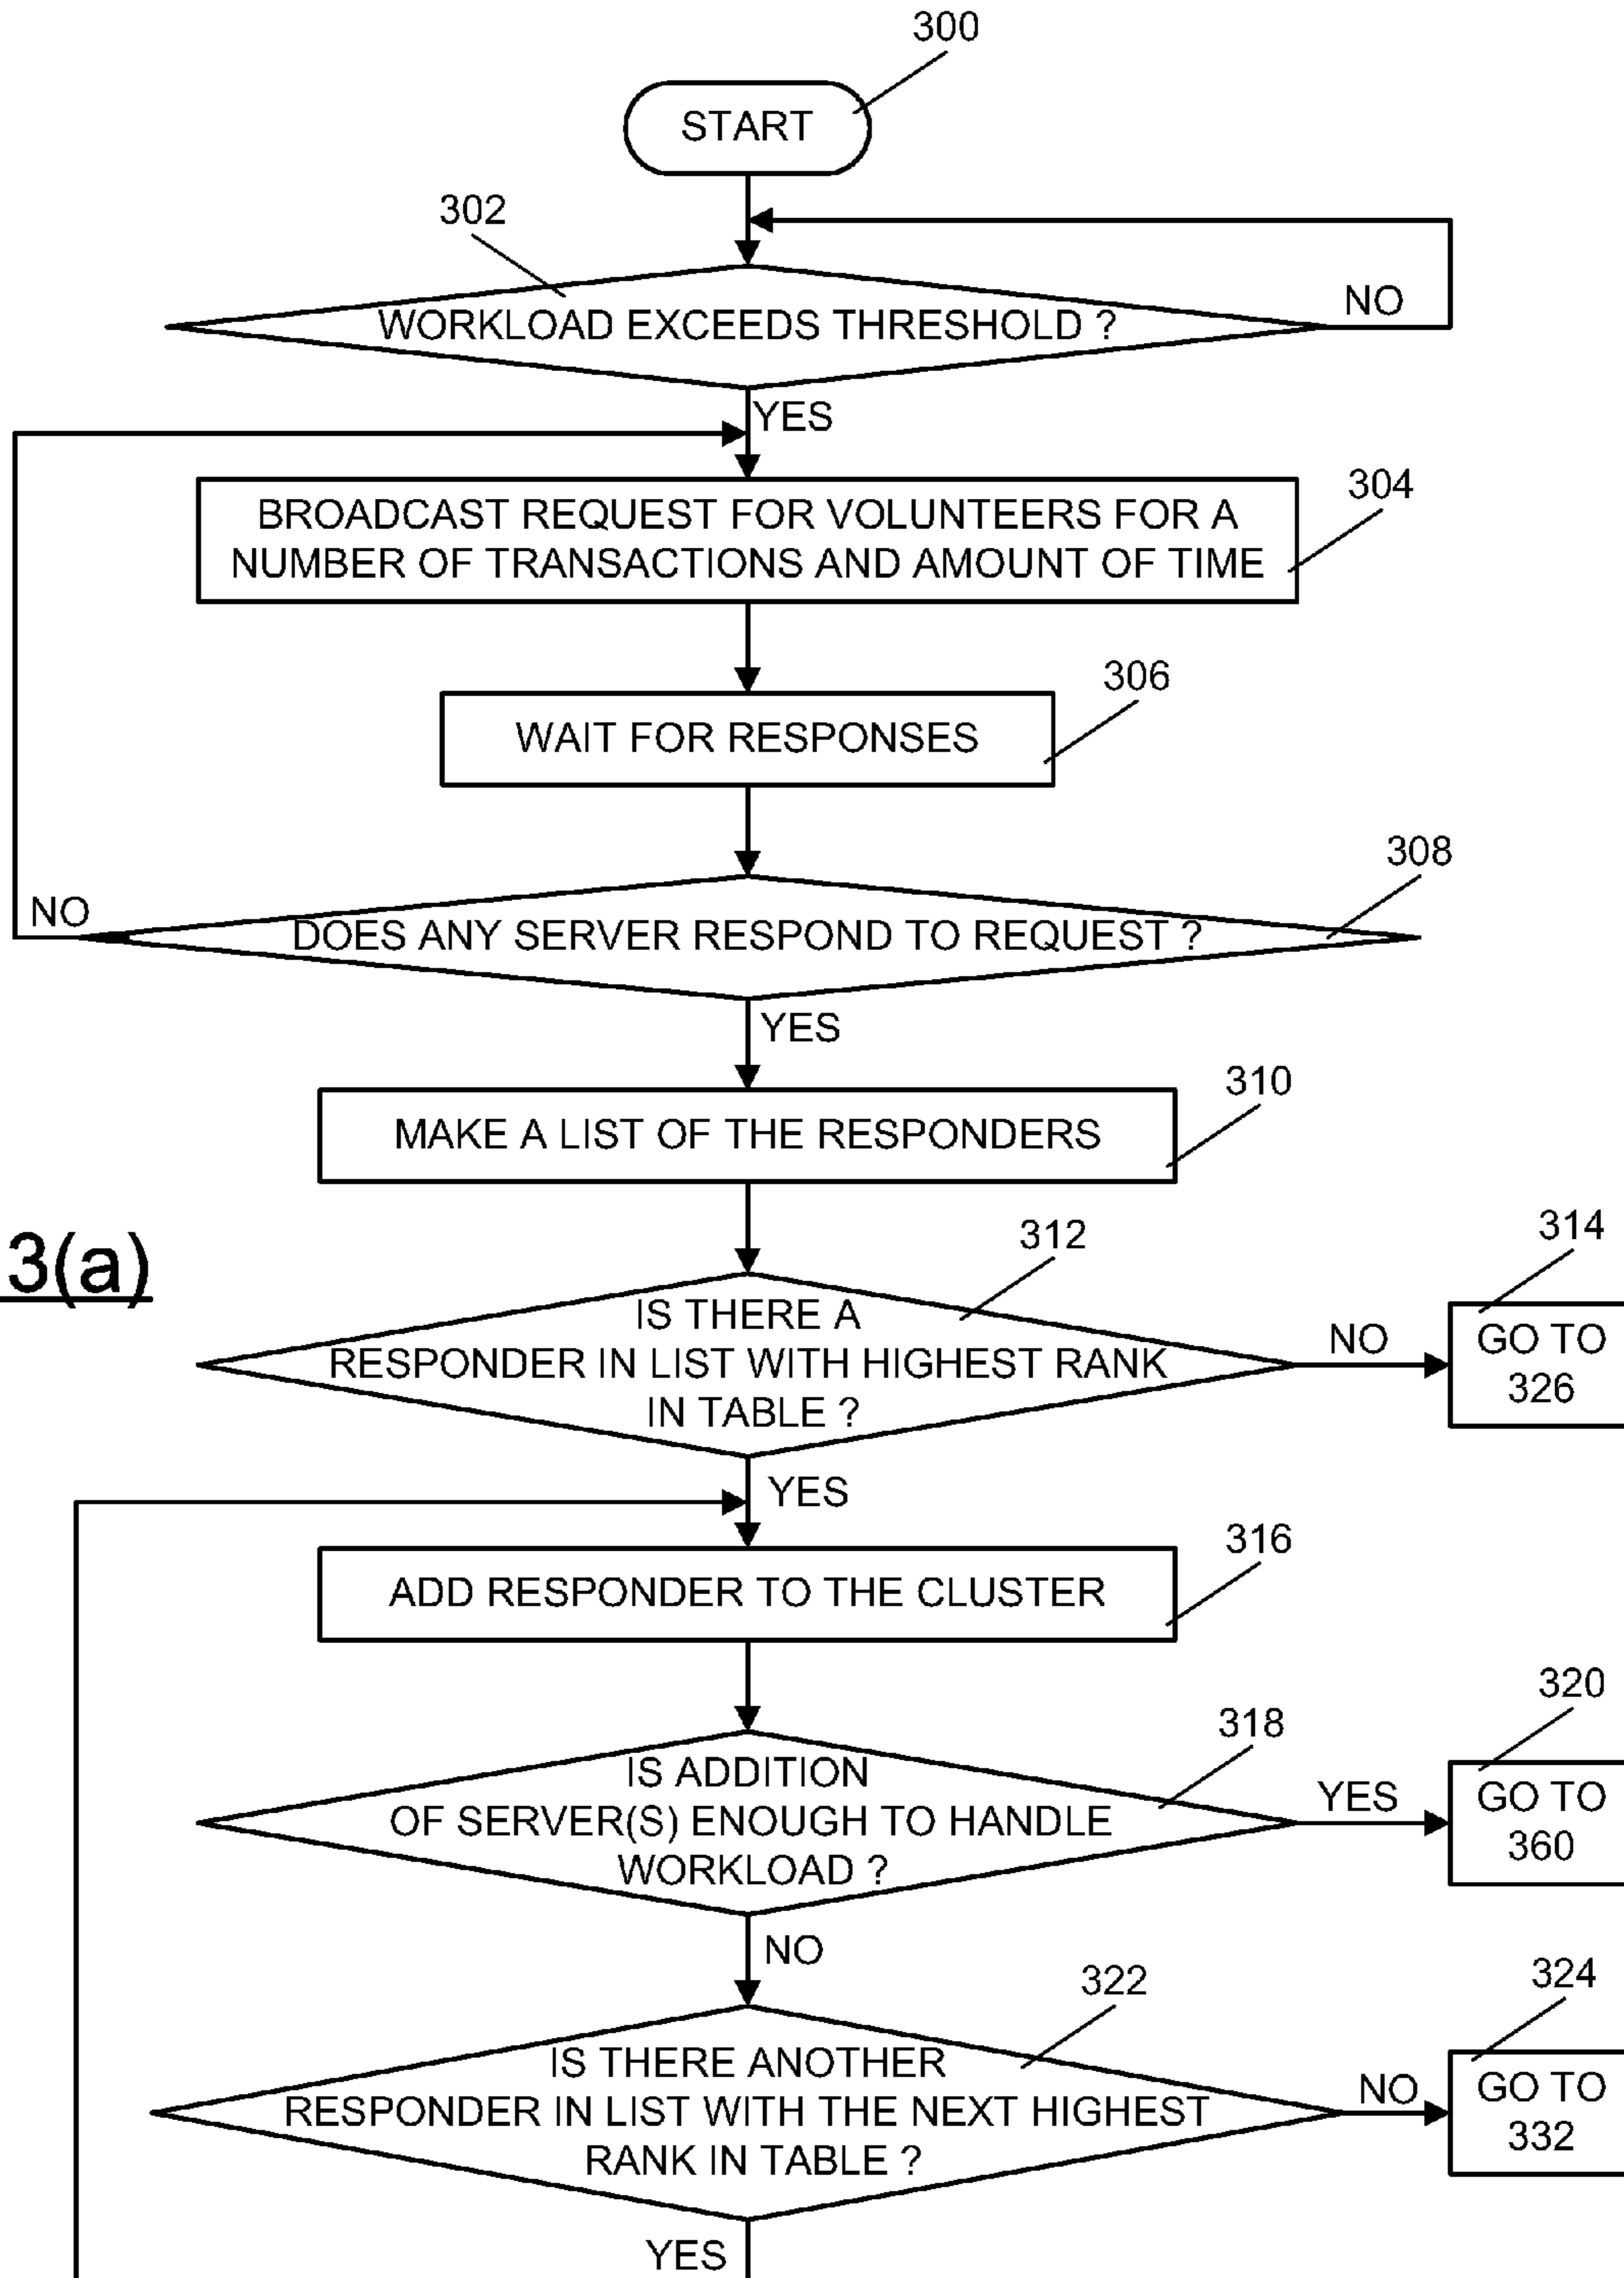 300
START
302
WORKLOAD EXCEEDS THRESHOLD ?
NO
YES
304
BROADCAST REQUEST FOR VOLUNTEERS FOR A
NUMBER OF TRANSACTIONS AND AMOUNT OF TIME
306
WAIT FOR RESPONSES
308
NO
DOES ANY SERVER RESPOND TO REQUEST ?
YES
310
MAKE A LIST OF THE RESPONDERS
3(a)
312
314
IS THERE A
RESPONDER IN LIST WITH HIGHEST RANK
IN TABLE ?
NO
GO TO
326
YES
316
ADD RESPONDER TO THE CLUSTER
318
320
IS ADDITION
OF SERVER(S) ENOUGH TO HANDLE
WORKLOAD ?
YES
GO TO
360
NO
322
324
IS THERE ANOTHER
RESPONDER IN LIST WITH THE NEXT HIGHEST
RANK IN TABLE ?
NO
GO TO
332
YES